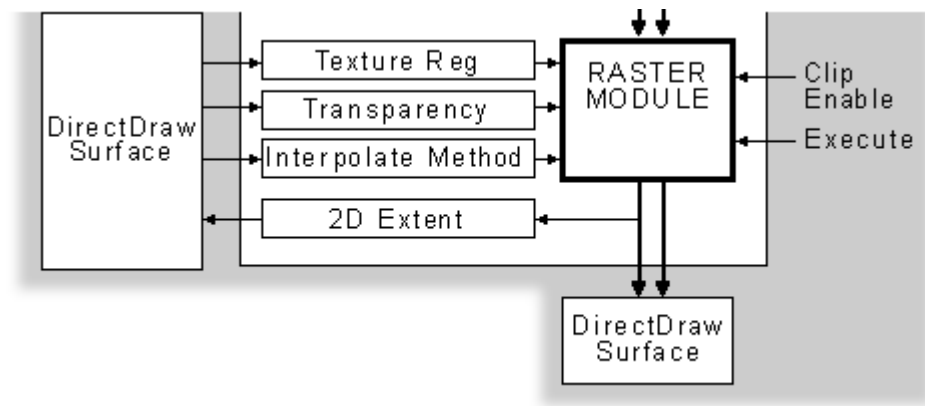 DirectDraw
Surface
Texture Reg
Transparency
Interpolate Method
2D Extent
RASTER
MODULE
Clip
Enable
Execute
DirectDraw
Surface